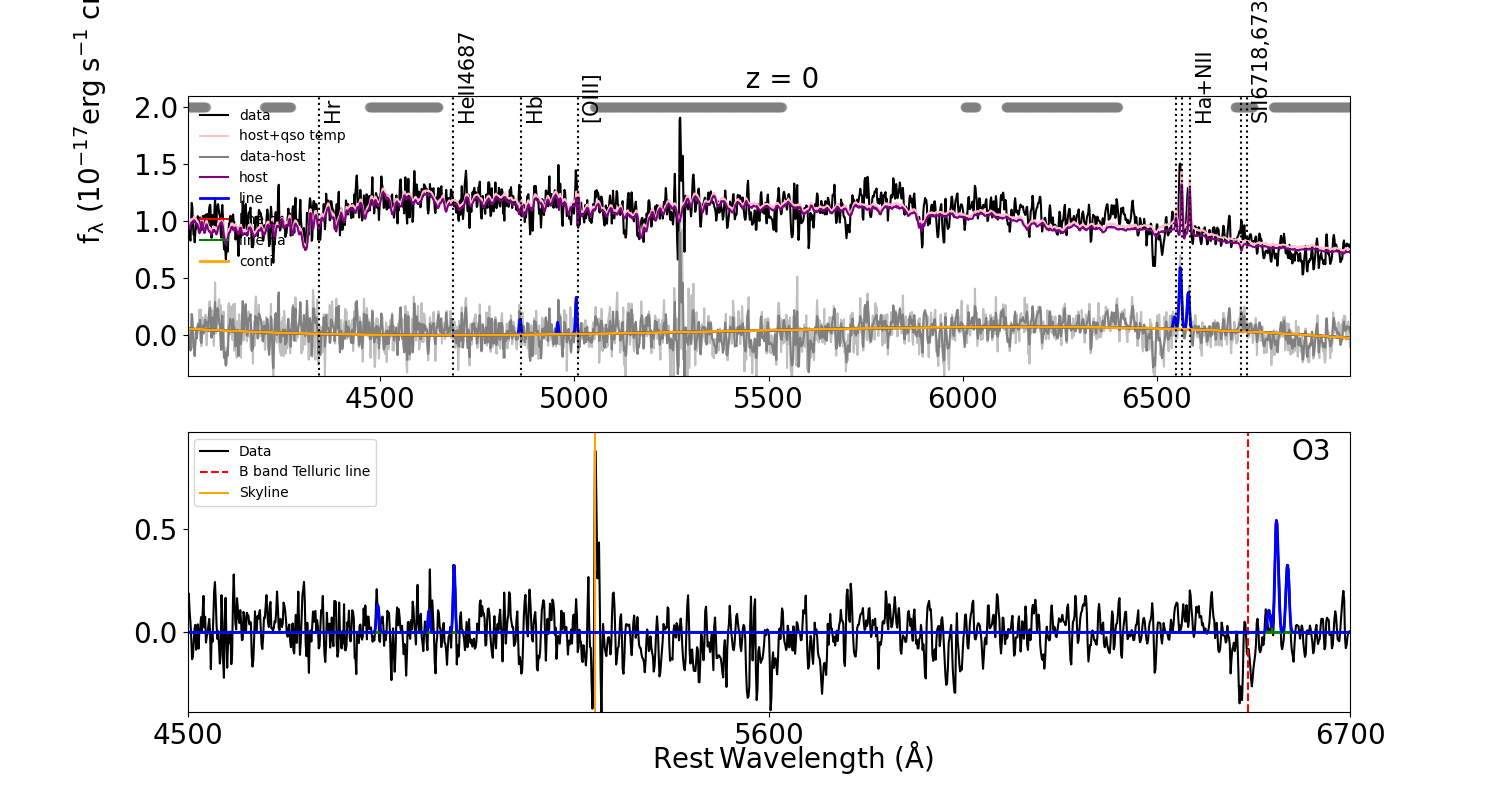 z = 0
Hr
HeII4687
Hb
[OIII]
Ha+NII
SII6718,673
fλ (10−17erg s−1 c
2.0
1.5
1.0
0.5
0.0
data
host+qso temp
data-host
host
line
line na
conti
4500
5000
5500
6000
6500
O3
Data
B band Telluric line
Skyline
0.5
0.0
4500
5600
6700
Rest Wavelength (Å)